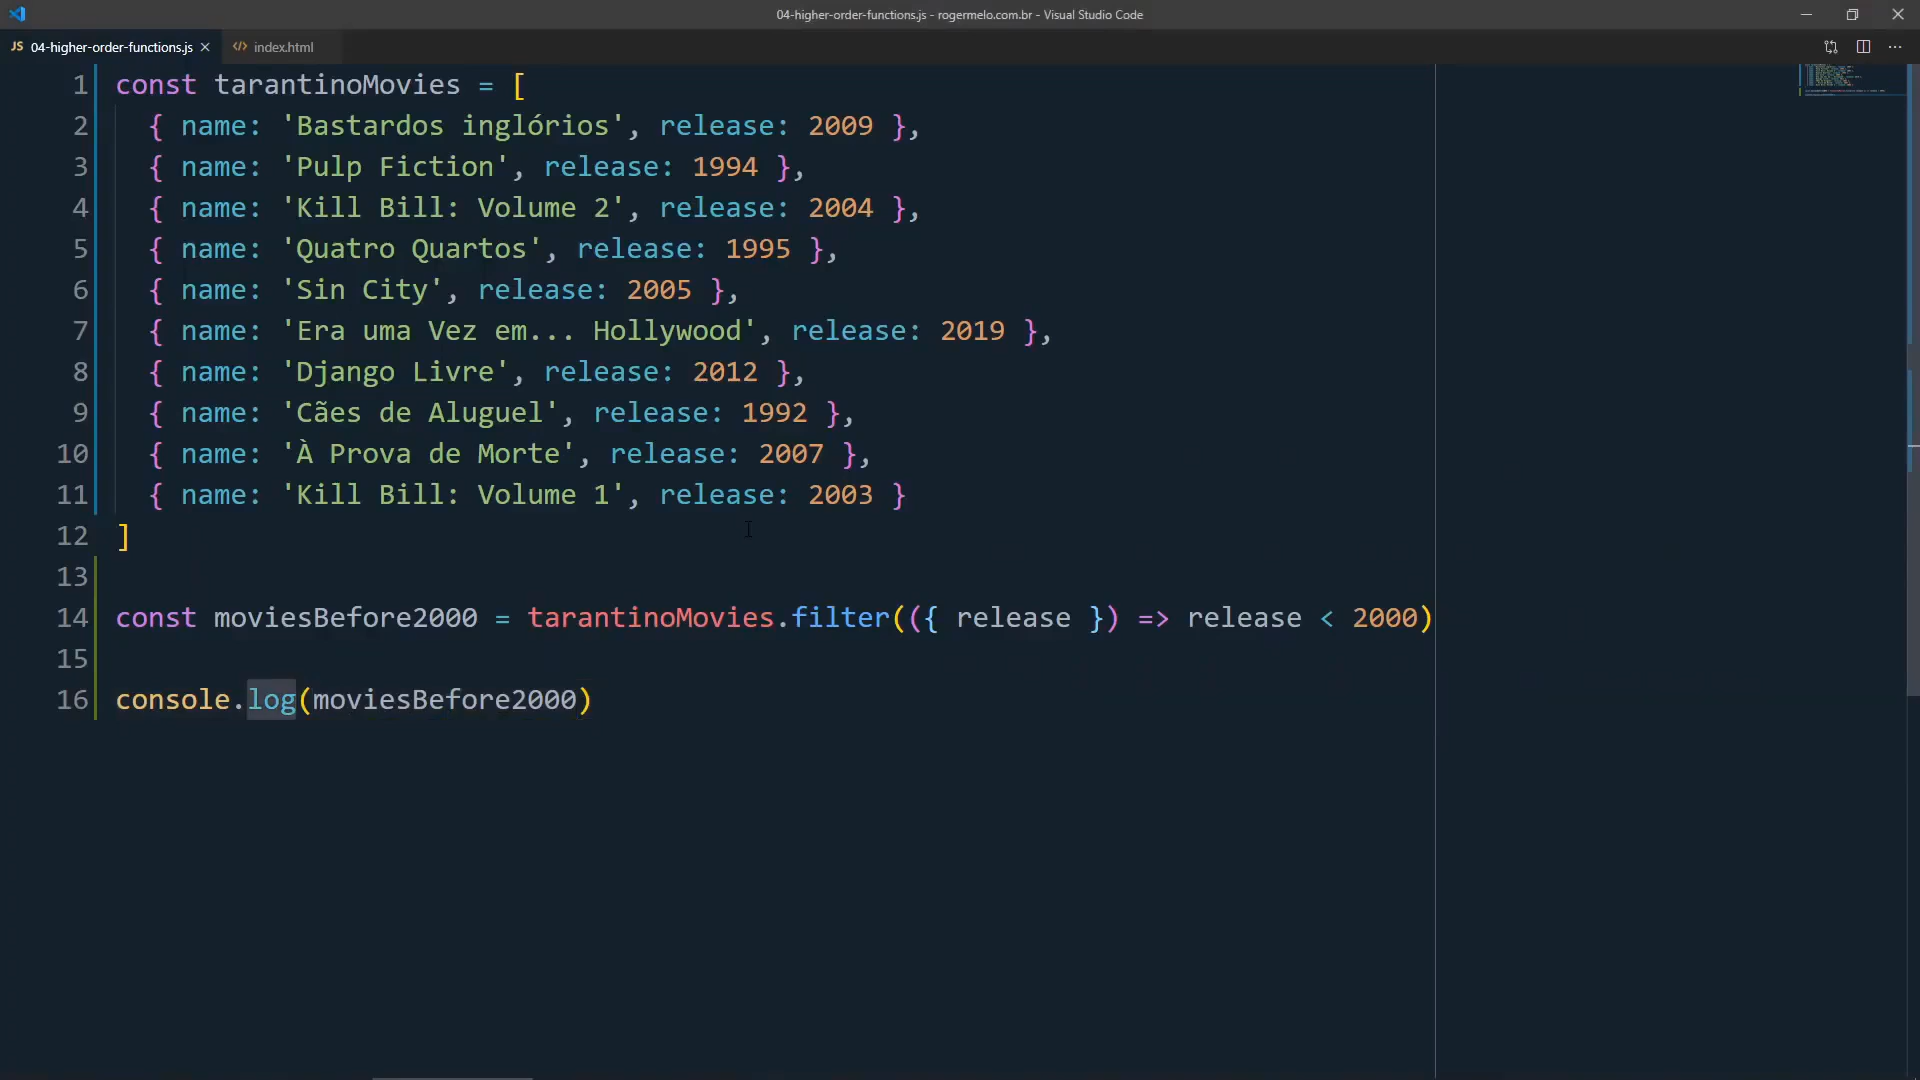 04-higher-order-functions.js - rogermelo.com.br - Visual Studio Code
JS 04-higher-order-functions.js
index.html
1 const tarantinoMovies = [
2 { name: 'Bastardos inglórios', release: 2009 },
3 { name: 'Pulp Fiction', release: 1994 },
4 { name: 'Kill Bill: Volume 2', release: 2004 },
5 { name: 'Quatro Quartos', release: 1995 },
6 { name: 'Sin City', release: 2005 },
7 { name: 'Era uma Vez em... Hollywood', release: 2019 },
8 { name: 'Django Livre', release: 2012 },
9 { name: 'Cães de Aluguel', release: 1992 },
10 { name: 'À Prova de Morte', release: 2007 },
11 { name: 'Kill Bill: Volume 1', release: 2003 }
12 ]
13
14 const moviesBefore2000 = tarantinoMovies.filter(({ release }) => release < 2000)
15
16 console.log(moviesBefore2000)